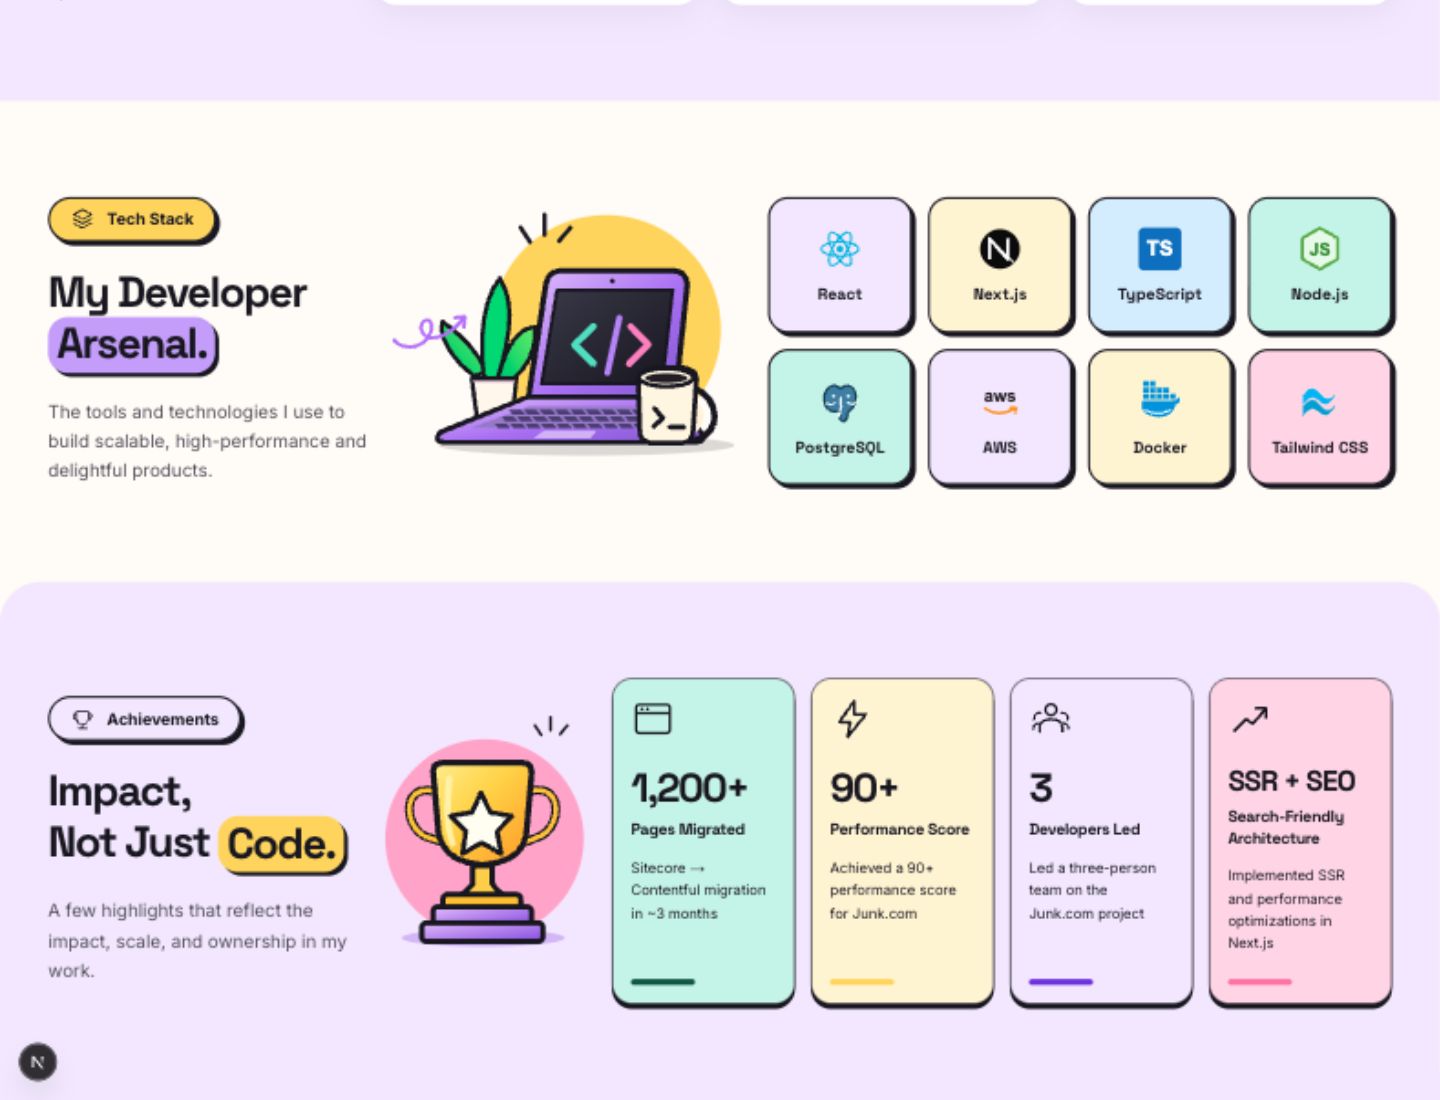 Tech Stack
My Developer
Arsenal.
The tools and technologies I use to
build scalable, high-performance and
delightful products.
</>
>_
React
N
Next.js
TS
TypeScript
JS
Node.js
PostgreSQL
aws
AWS
Docker
Tailwind CSS
Achievements
Impact,
Not Just Code.
A few highlights that reflect the
impact, scale, and ownership in my
work.
1,200+
Pages Migrated
Sitecore →
Contentful migration
in ~3 months
90+
Performance Score
Achieved a 90+
performance score
for Junk.com
3
Developers Led
Led a three-person
team on the
Junk.com project
SSR + SEO
Search-Friendly
Architecture
Implemented SSR
and performance
optimizations in
Next.js
N